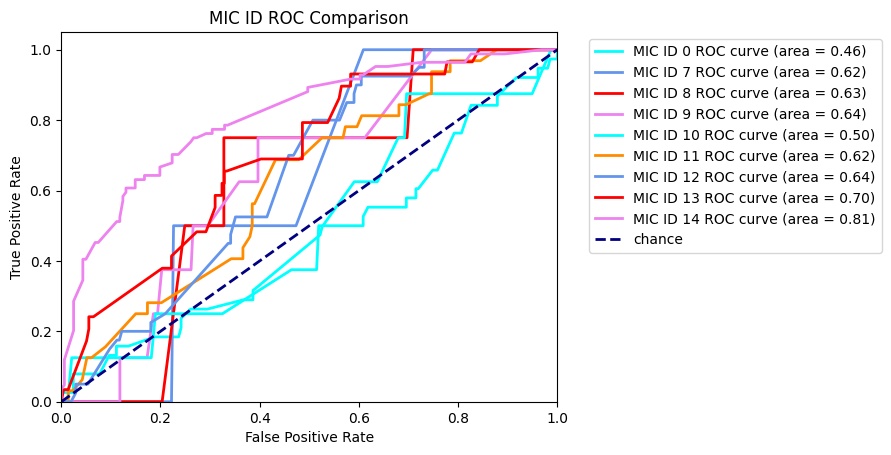 MIC ID ROC Comparison
True Positive Rate
1.0
0.8
0.6
0.4
0.2
0.0
0.0 0.2 0.4 0.6 0.8 1.0
False Positive Rate
MIC ID 0 ROC curve (area = 0.46)
MIC ID 7 ROC curve (area = 0.62)
MIC ID 8 ROC curve (area = 0.63)
MIC ID 9 ROC curve (area = 0.64)
MIC ID 10 ROC curve (area = 0.50)
MIC ID 11 ROC curve (area = 0.62)
MIC ID 12 ROC curve (area = 0.64)
MIC ID 13 ROC curve (area = 0.70)
MIC ID 14 ROC curve (area = 0.81)
chance